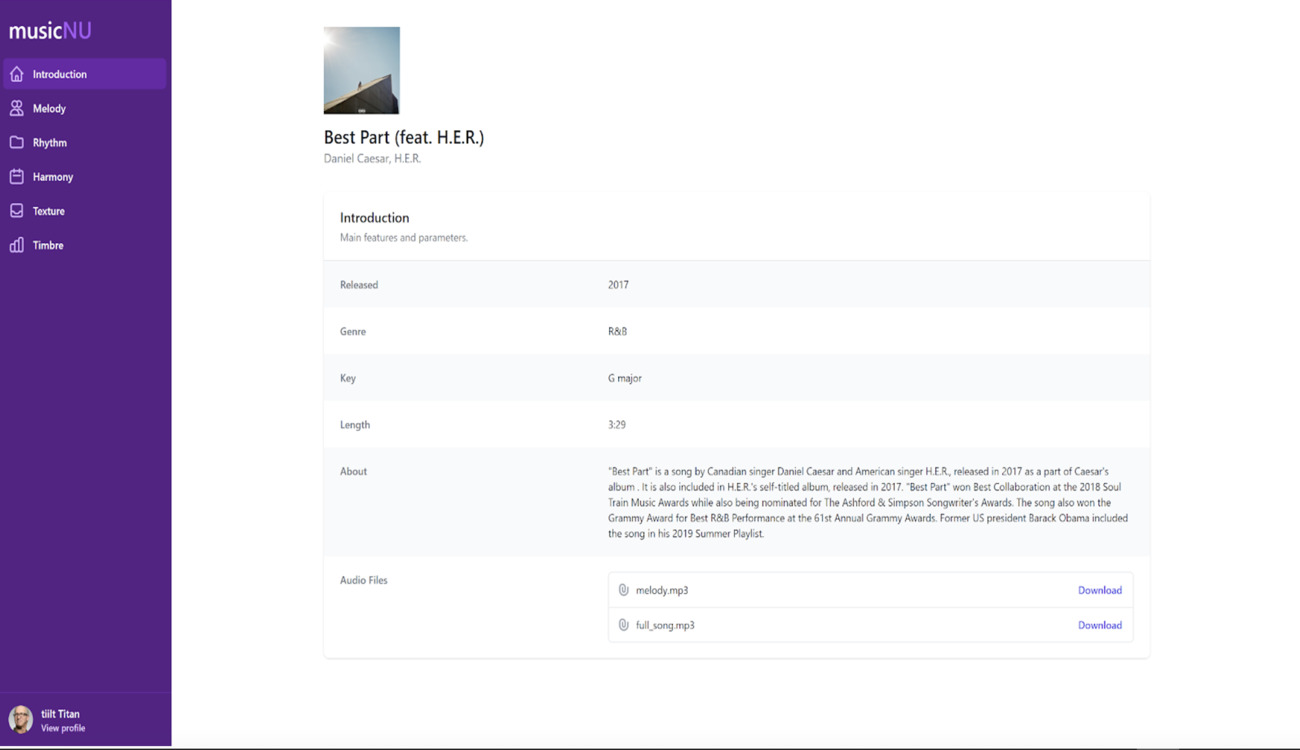 musicNU
Introduction
Melody
Rhythm
Harmony
Texture
Timbre
tiilt Titan
View profile
Best Part (feat. H.E.R.)
Daniel Caesar, H.E.R.
Introduction
Main features and parameters.
Released
2017
Genre
R&B
Key
G major
Length
3:29
About
"Best Part" is a song by Canadian singer Daniel Caesar and American singer H.E.R., released in 2017 as a part of Caesar's
album . It is also included in H.E.R.'s self-titled album, released in 2017. "Best Part" won Best Collaboration at the 2018 Soul
Train Music Awards while also being nominated for The Ashford & Simpson Songwriter's Awards. The song also won the
Grammy Award for Best R&B Performance at the 61st Annual Grammy Awards. Former US president Barack Obama included
the song in his 2019 Summer Playlist.
Audio Files
melody.mp3
Download
full_song.mp3
Download